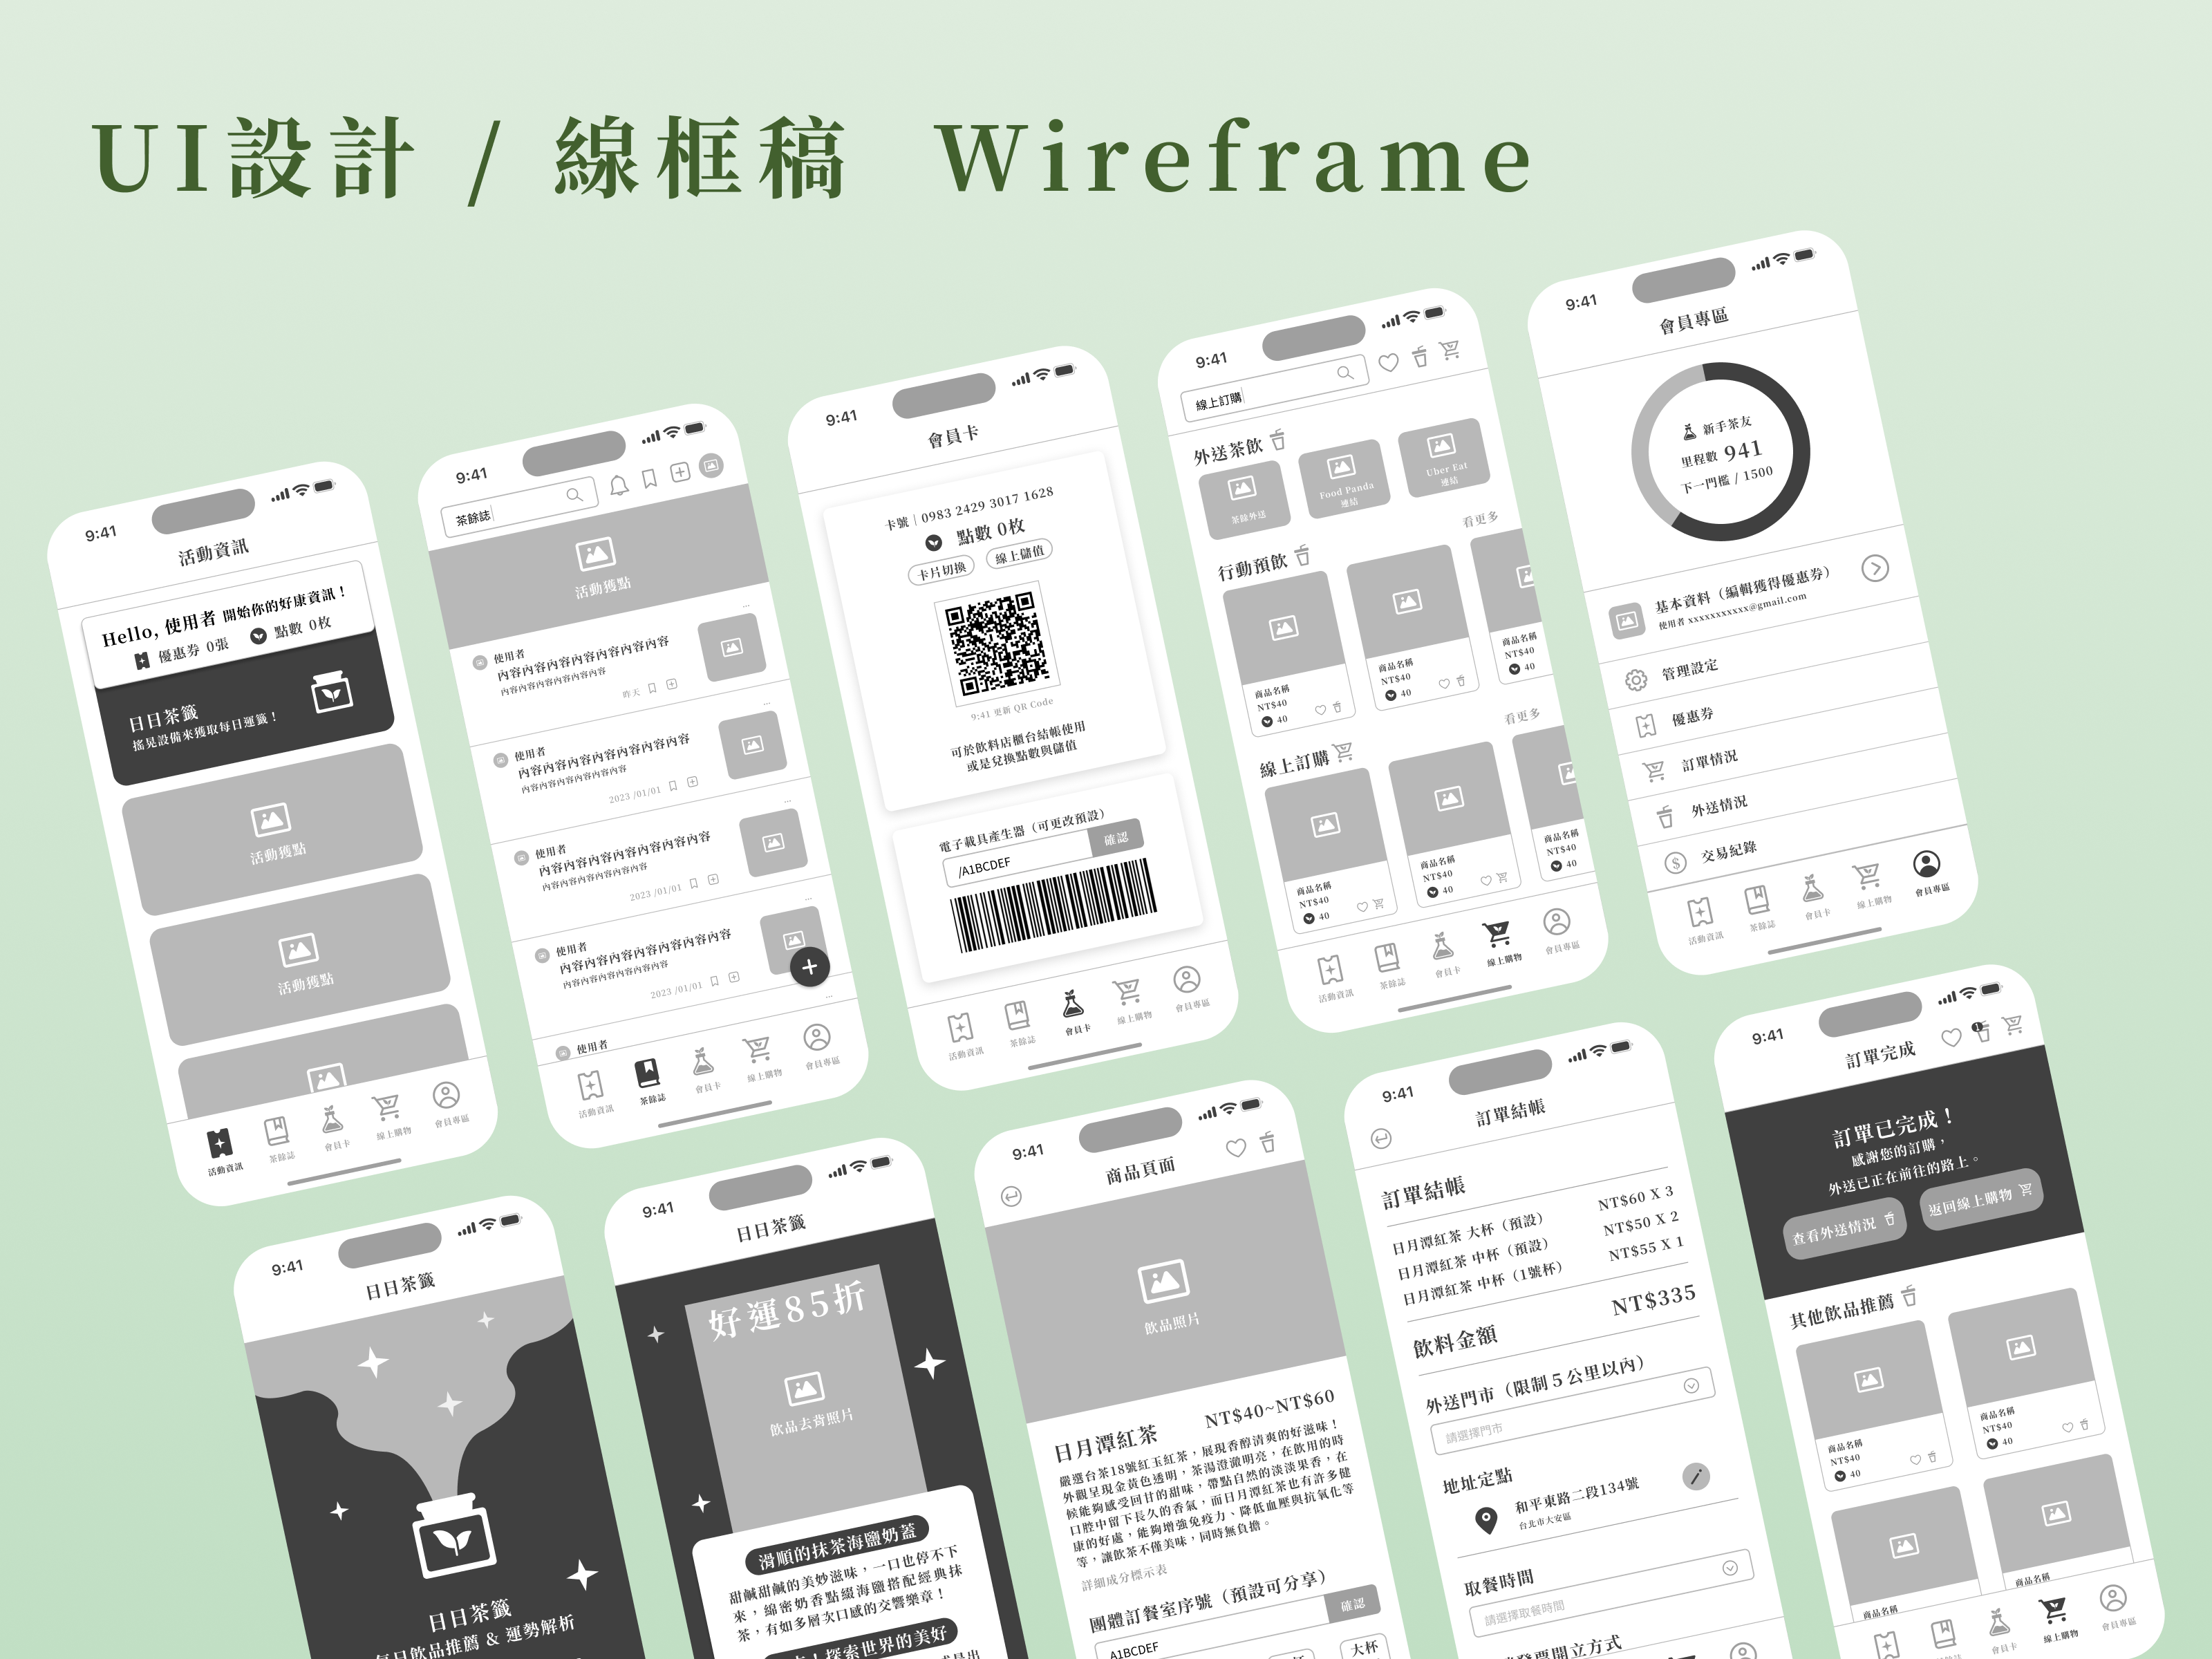 UI設計 / 線框稿 Wireframe
9:41
活動資訊
Hello, 使用者 開始你的好康資訊！
優惠券 0張 點數 0枚
日日茶籤
搖晃設備來獲取每日運籤！
活動獲點
活動獲點
活動資訊 茶餘誌 會員卡 線上購物 會員專區
9:41
茶餘誌
活動獲點
使用者
內容內容內容內容內容內容內容
內容內容內容內容內容內容
昨天
使用者
內容內容內容內容內容內容內容
內容內容內容內容內容內容
2023 /01/01
使用者
內容內容內容內容內容內容內容
內容內容內容內容內容內容
2023 /01/01
使用者
內容內容內容內容內容內容內容
內容內容內容內容內容內容
2023 /01/01
使用者
活動資訊 茶餘誌 會員卡 線上購物 會員專區
9:41
會員卡
卡號｜0983 2429 3017 1628
點數 0枚
卡片切換 線上儲值
9:41 更新 QR Code
可於飲料店櫃台結帳使用
或是兌換點數與儲值
電子載具產生器（可更改預設）
/A1BCDEF 確認
活動資訊 茶餘誌 會員卡 線上購物 會員專區
9:41
線上訂購
外送茶飲
茶餘外送
Food Panda
連結
Uber Eat
連結
行動預飲 看更多
商品名稱
NT$40
40
商品名稱
NT$40
40
商品名稱
NT$40
40
線上訂購 看更多
商品名稱
NT$40
40
商品名稱
NT$40
40
商品名稱
NT$40
40
活動資訊 茶餘誌 會員卡 線上購物 會員專區
9:41
會員專區
新手茶友
里程數 941
下一門檻 / 1500
基本資料（編輯獲得優惠券）
使用者 xxxxxxxxxx@gmail.com
管理設定
優惠券
訂單情況
外送情況
交易紀錄
活動資訊 茶餘誌 會員卡 線上購物 會員專區
9:41
日日茶籤
日日茶籤
每日飲品推薦 & 運勢解析
9:41
日日茶籤
好運85折
飲品去背照片
滑順的抹茶海鹽奶蓋
甜鹹甜鹹的美妙滋味，一口也停不下
來，綿密奶香點綴海鹽搭配經典抹
茶，有如多層次口感的交響樂章！
！探索世界的美好
9:41
商品頁面
飲品照片
日月潭紅茶 NT$40~NT$60
嚴選台茶18號紅玉紅茶，展現香醇清爽的好滋味！
外觀呈現金黃色透明，茶湯澄澈明亮，在飲用的時
候能夠感受回甘的甜味，帶點自然的淡淡果香，在
口腔中留下長久的香氣，而日月潭紅茶也有許多健
康的好處，能夠增強免疫力、降低血壓與抗氧化等
等，讓飲茶不僅美味，同時無負擔。
詳細成分標示表
團體訂餐室序號（預設可分享）
A1BCDEF 確認
大杯
9:41
訂單結帳
訂單結帳
日月潭紅茶 大杯（預設） NT$60 X 3
日月潭紅茶 中杯（預設） NT$50 X 2
日月潭紅茶 中杯（1號杯） NT$55 X 1
NT$335
飲料金額
外送門市（限制５公里以內）
請選擇門市
地址定點
和平東路二段134號
台北市大安區
取餐時間
請選擇取餐時間
發票開立方式
9:41
訂單完成
1
訂單已完成！
感謝您的訂購，
外送已正在前往的路上。
查看外送情況 返回線上購物
其他飲品推薦
商品名稱
NT$40
40
商品名稱
NT$40
40
商品名稱
商品名稱
會員卡 線上購物 會員專區